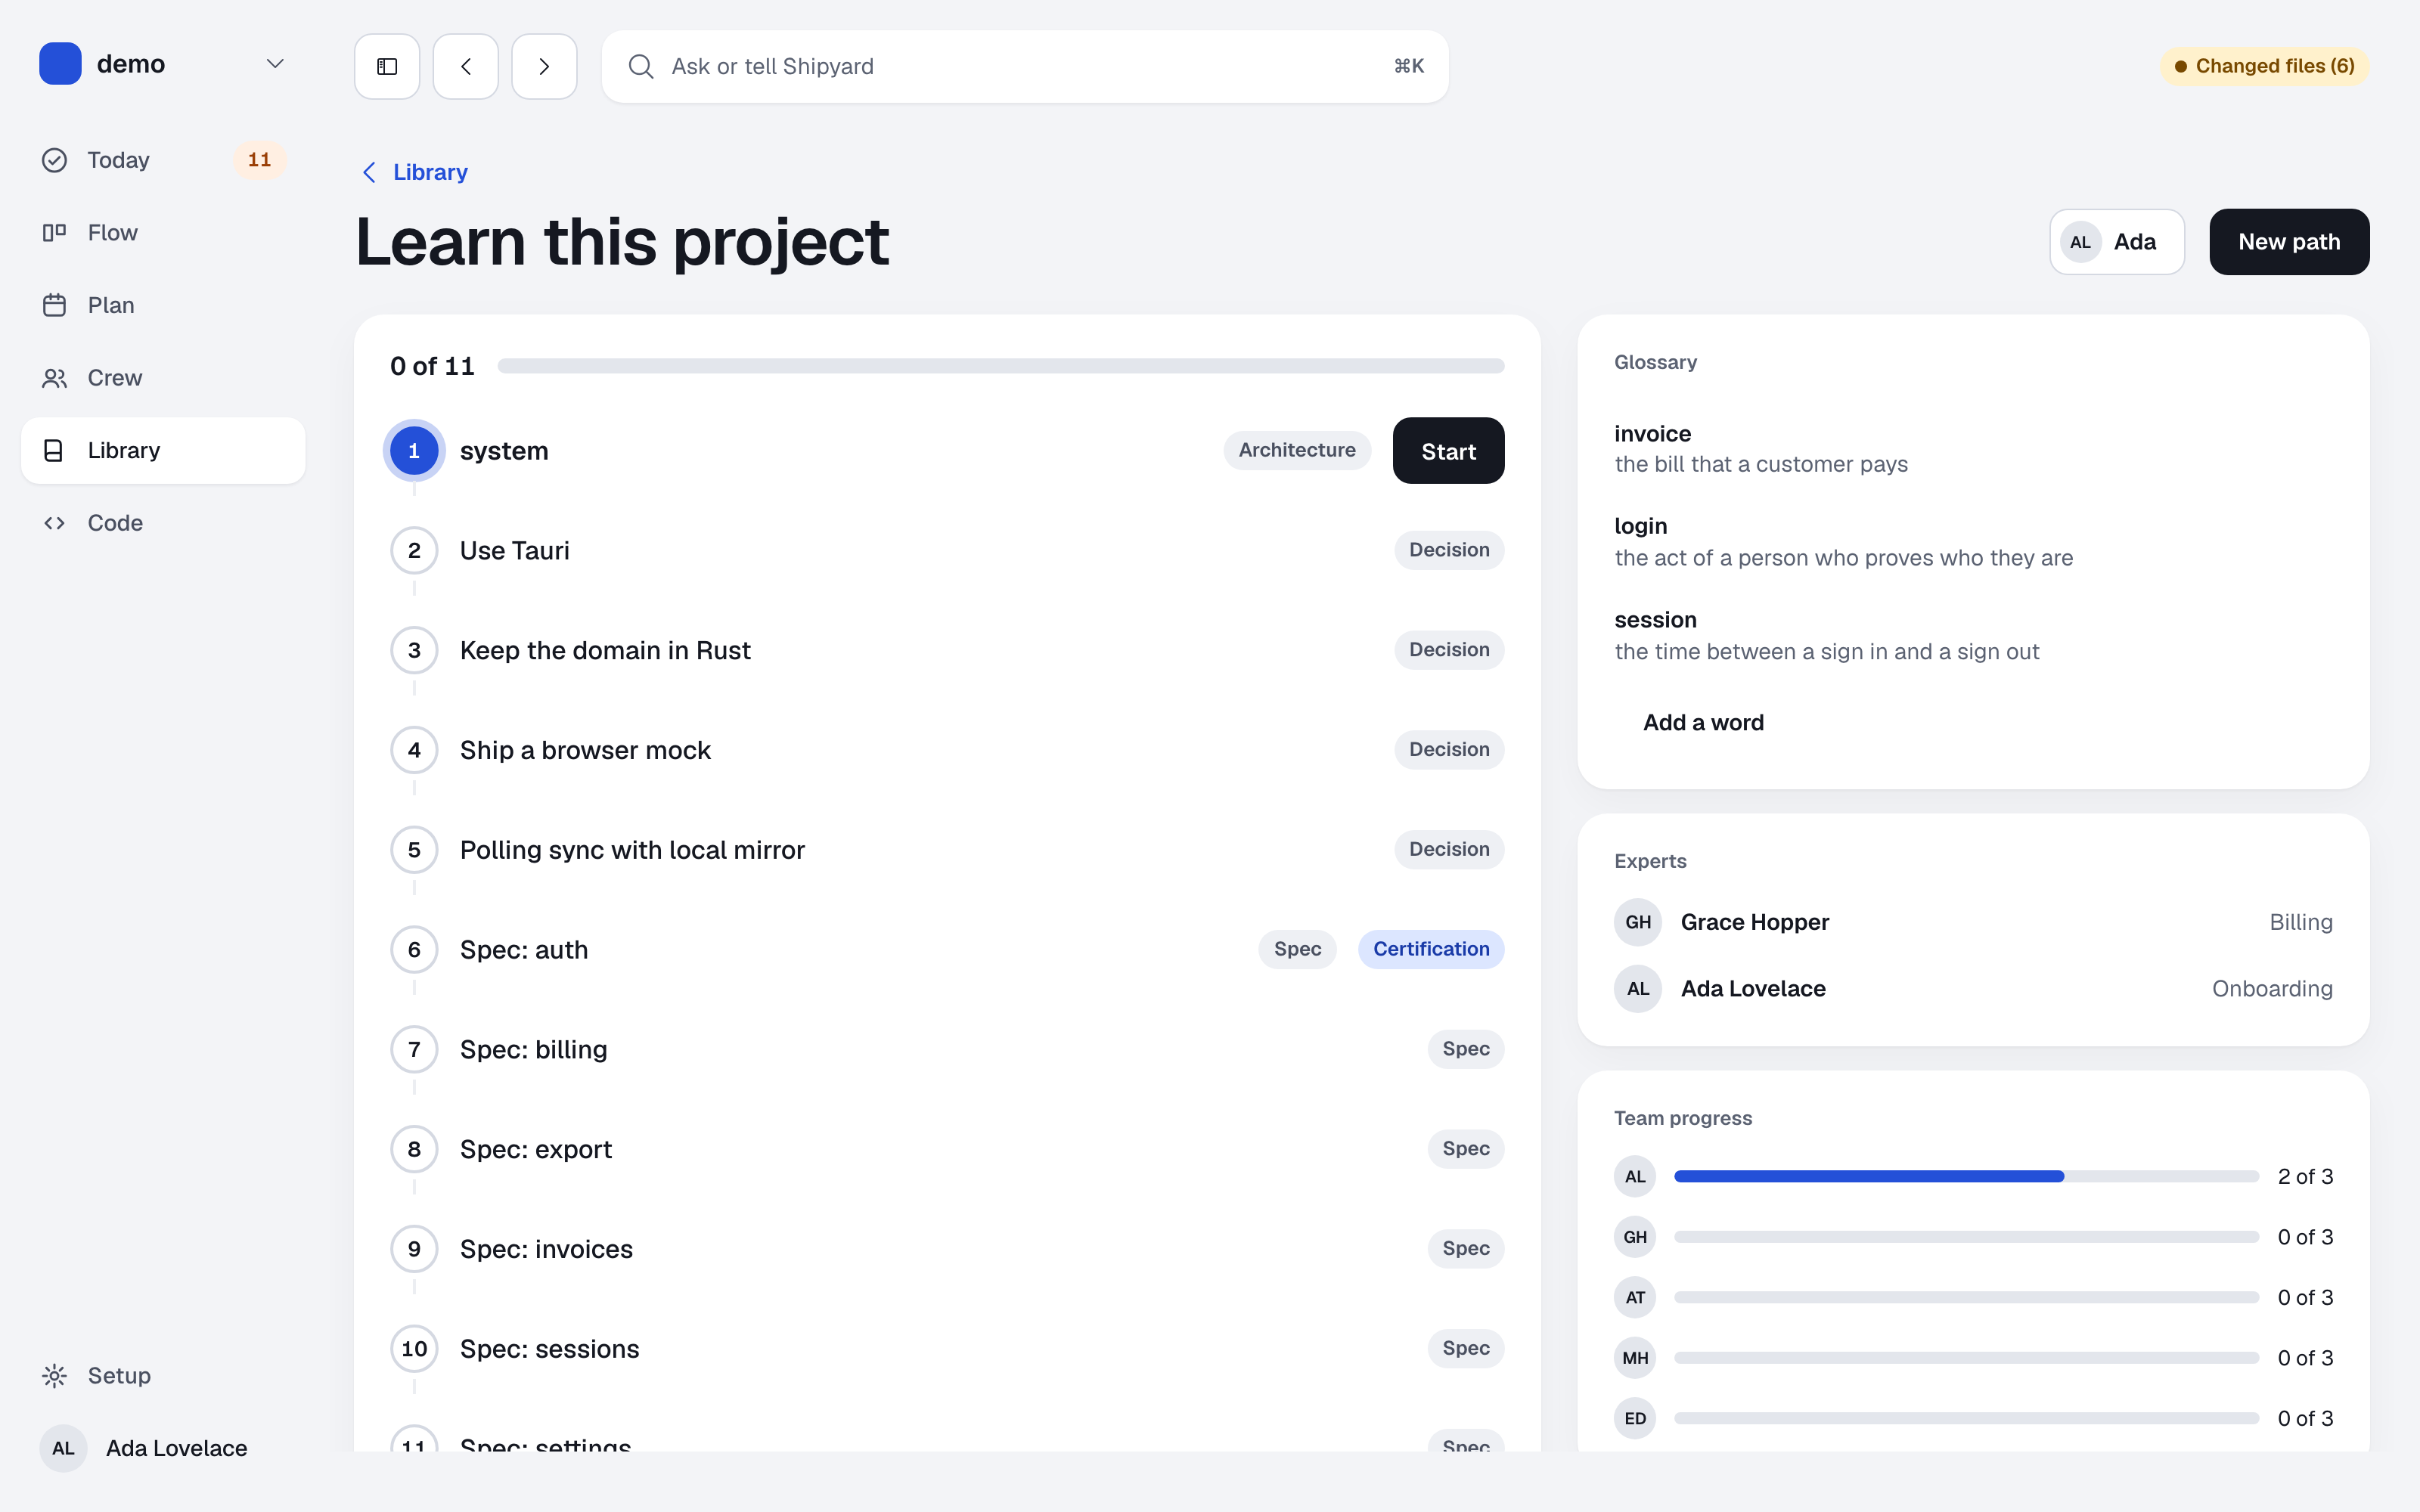 demo
Ask or tell Shipyard
⌘K
Changed files (6)
Today
11
Flow
Plan
Crew
Library
Code
Setup
AL
Ada Lovelace
Library
Learn this project
AL
Ada
New path
0 of 11
1
system
Architecture
Start
2
Use Tauri
Decision
3
Keep the domain in Rust
Decision
4
Ship a browser mock
Decision
5
Polling sync with local mirror
Decision
6
Spec: auth
Spec
Certification
7
Spec: billing
Spec
8
Spec: export
Spec
9
Spec: invoices
Spec
10
Spec: sessions
Spec
11
Spec: settings
Spec
Glossary
invoice
the bill that a customer pays
login
the act of a person who proves who they are
session
the time between a sign in and a sign out
Add a word
Experts
GH
Grace Hopper
Billing
AL
Ada Lovelace
Onboarding
Team progress
AL
2 of 3
GH
0 of 3
AT
0 of 3
MH
0 of 3
ED
0 of 3